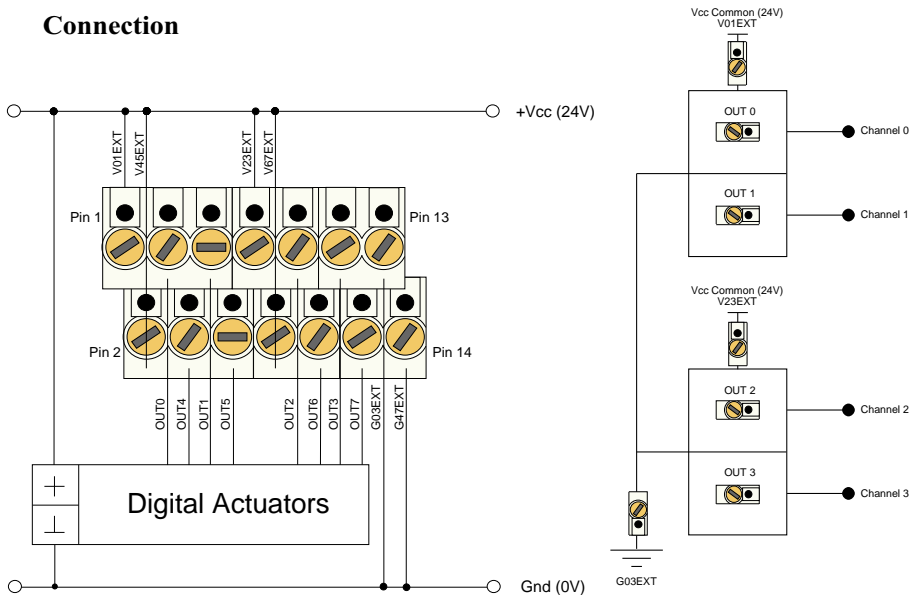 Connection
+Vcc (24V)
V01EXT
V45EXT
V23EXT
V67EXT
Pin 1
Pin 13
Pin 2
Pin 14
OUT0
OUT4
OUT1
OUT5
OUT2
OUT6
OUT3
OUT7
G03EXT
G47EXT
+
Digital Actuators
Gnd (0V)
Vcc Common (24V)
V01EXT
OUT 0
Channel 0
OUT 1
Channel 1
Vcc Common (24V)
V23EXT
OUT 2
Channel 2
OUT 3
Channel 3
G03EXT